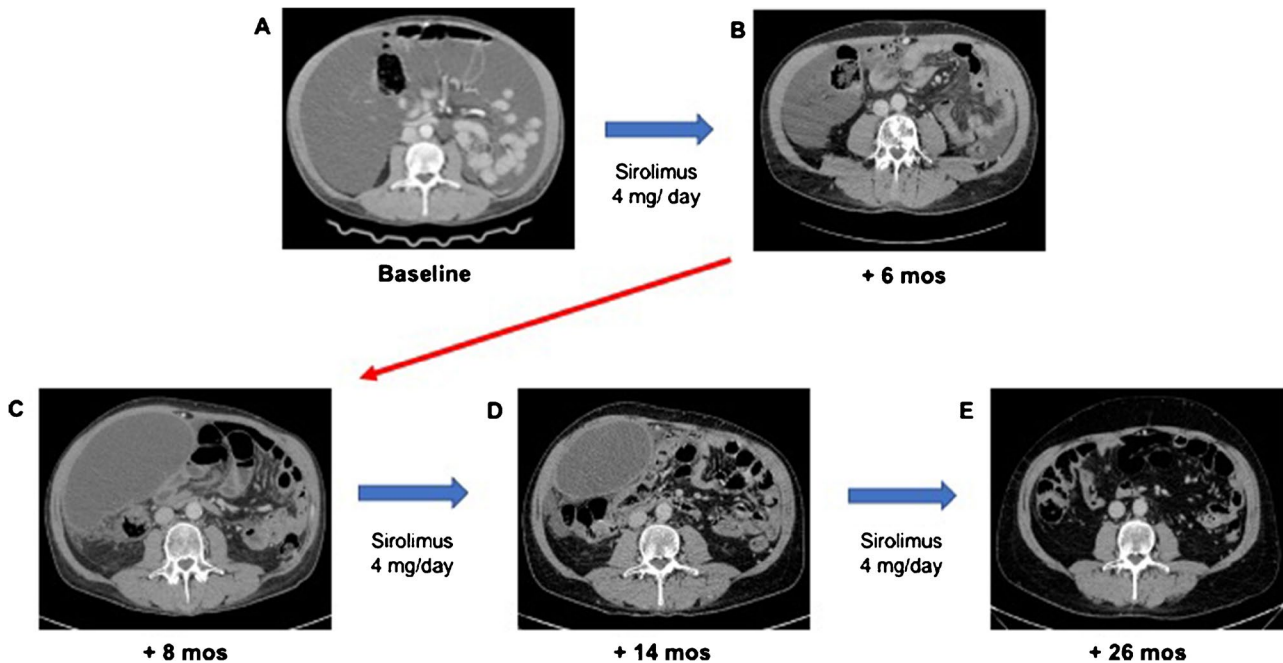 A
B
Sirolimus
4 mg/ day
Baseline
+ 6 mos
C
D
E
Sirolimus
4 mg/day
Sirolimus
4 mg/day
+ 8 mos
+ 14 mos
+ 26 mos